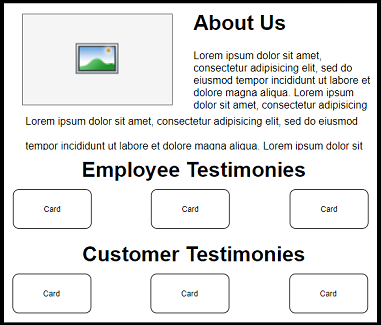 About Us
Lorem ipsum dolor sit amet,
consectetur adipisicing elit, sed do
eiusmod tempor incididunt ut labore et
dolore magna aliqua. Lorem ipsum dolor
sit amet, consectetur adipisicing
Lorem ipsum dolor sit amet, consectetur adipisicing elit, sed do eiusmod
tempor incididunt ut labore et dolore magna aliqua. Lorem ipsum dolor sit
Employee Testimonies
Card
Card
Card
Customer Testimonies
Card
Card
Card